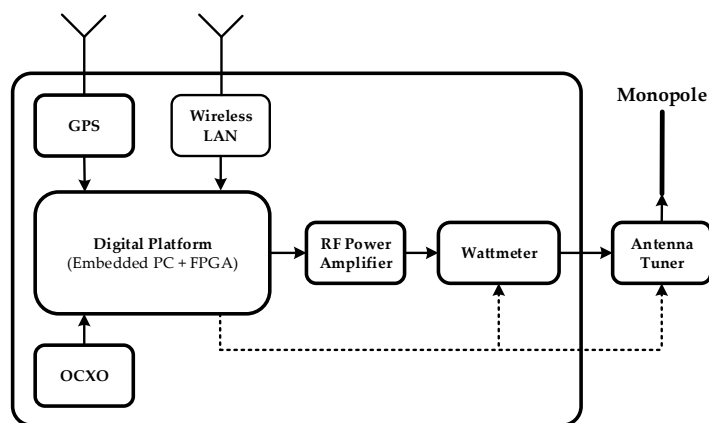 Monopole
GPS
Wireless
LAN
Digital Platform
(Embedded PC + FPGA)
RF Power
Amplifier
Wattmeter
Antenna
Tuner
OCXO